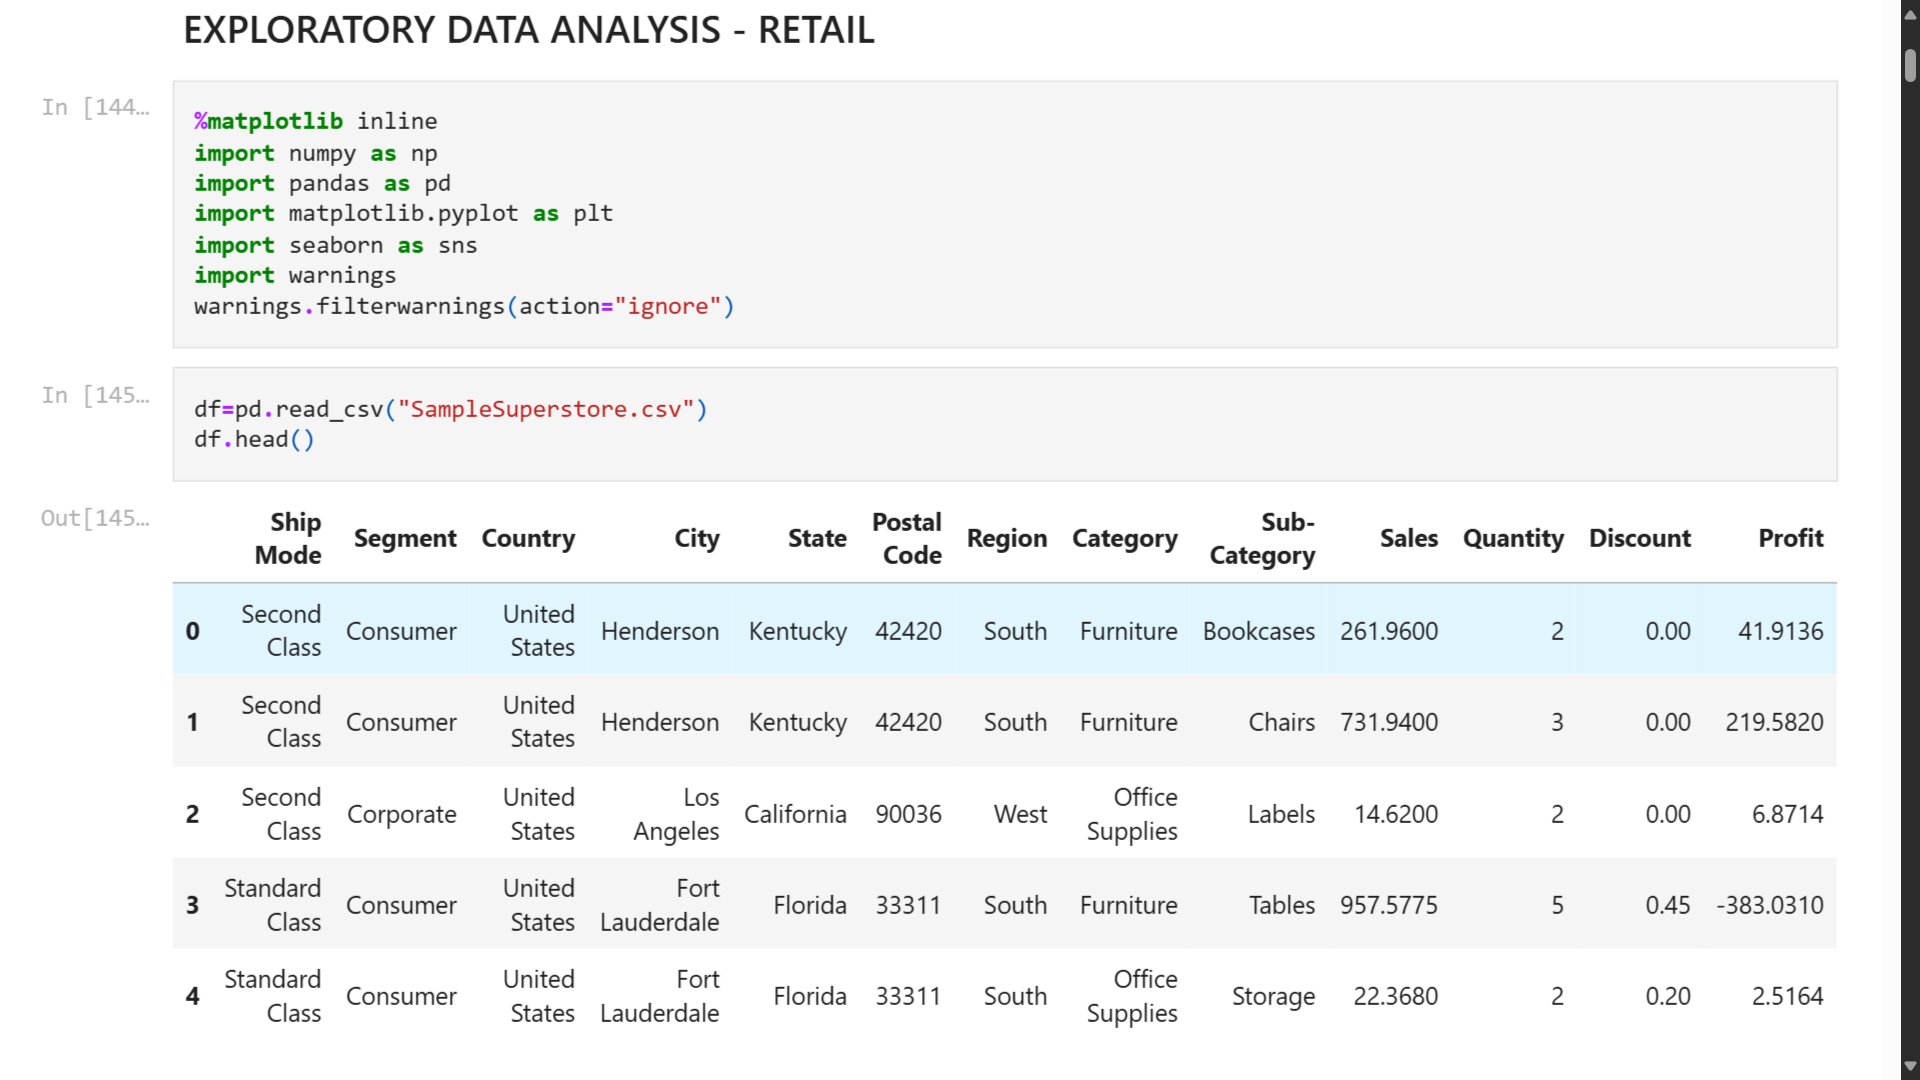 EXPLORATORY DATA ANALYSIS - RETAIL
In [144…
%matplotlib inline
import numpy as np
import pandas as pd
import matplotlib.pyplot as plt
import seaborn as sns
import warnings
warnings.filterwarnings(action="ignore")
In [145…
df=pd.read_csv("SampleSuperstore.csv")
df.head()
Out[145…
Ship Mode Segment Country City State Postal Code Region Category Sub-Category Sales Quantity Discount Profit
0 Second Class Consumer United States Henderson Kentucky 42420 South Furniture Bookcases 261.9600 2 0.00 41.9136
1 Second Class Consumer United States Henderson Kentucky 42420 South Furniture Chairs 731.9400 3 0.00 219.5820
2 Second Class Corporate United States Los Angeles California 90036 West Office Supplies Labels 14.6200 2 0.00 6.8714
3 Standard Class Consumer United States Fort Lauderdale Florida 33311 South Furniture Tables 957.5775 5 0.45 -383.0310
4 Standard Class Consumer United States Fort Lauderdale Florida 33311 South Office Supplies Storage 22.3680 2 0.20 2.5164